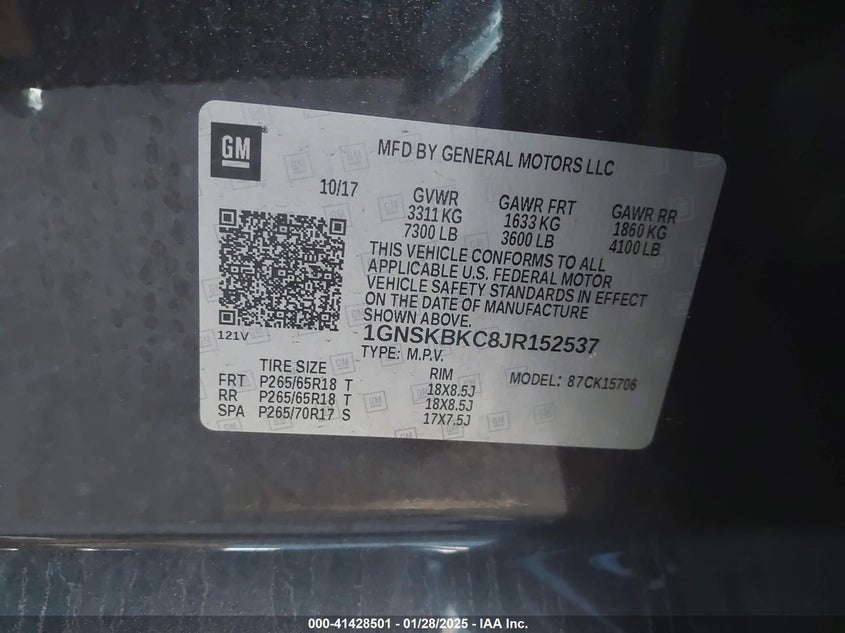 GM
MFD BY GENERAL MOTORS LLC
10/17
GVWR
3311 KG
7300 LB
GAWR FRT
1633 KG
3600 LB
GAWR RR
1860 KG
4100 LB
THIS VEHICLE CONFORMS TO ALL
APPLICABLE U.S. FEDERAL MOTOR
VEHICLE SAFETY STANDARDS IN EFFECT
ON THE DATE OF MANUFACTURE
SHOWN ABOVE.
121V
1GNSKBKC8JR152537
TYPE: M.P.V.
TIRE SIZE
RIM
MODEL: 87CK15706
FRT P265/65R18 T 18X8.5J
RR P265/65R18 T 18X8.5J
SPA P265/70R17 S 17X7.5J
000-41428501 - 01/28/2025 - IAA Inc.